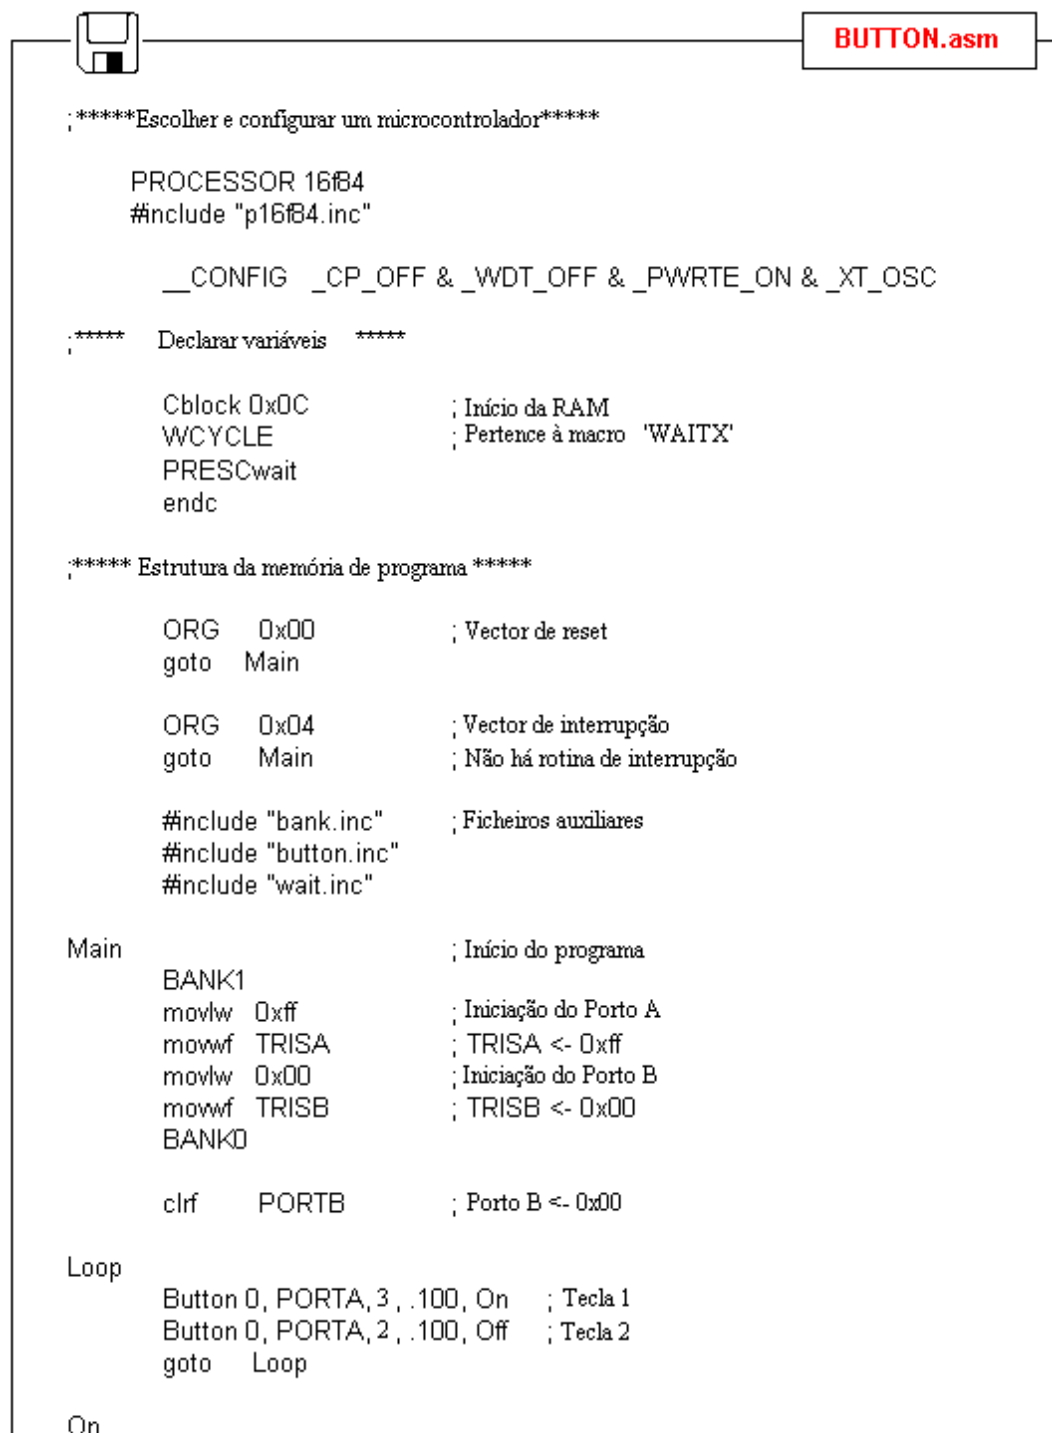 BUTTON.asm
;*****Escolher e configurar um microcontrolador*****
PROCESSOR 16f84
#include "p16f84.inc"
__CONFIG _CP_OFF & _WDT_OFF & _PWRTE_ON & _XT_OSC
;***** Declarar variáveis *****
Cblock 0x0C ; Início da RAM
WCYCLE ; Pertence à macro 'WAITX'
PRESCwait
endc
;***** Estrutura da memória de programa *****
ORG 0x00 ; Vector de reset
goto Main
ORG 0x04 ; Vector de interrupção
goto Main ; Não há rotina de interrupção
#include "bank.inc" ; Ficheiros auxiliares
#include "button.inc"
#include "wait.inc"
Main ; Início do programa
BANK1
movlw 0xff ; Iniciação do Porto A
movwf TRISA ; TRISA <- 0xff
movlw 0x00 ; Iniciação do Porto B
movwf TRISB ; TRISB <- 0x00
BANK0
clrf PORTB ; Porto B <- 0x00
Loop
Button 0, PORTA, 3 , .100, On ; Tecla 1
Button 0, PORTA, 2 , .100, Off ; Tecla 2
goto Loop
On